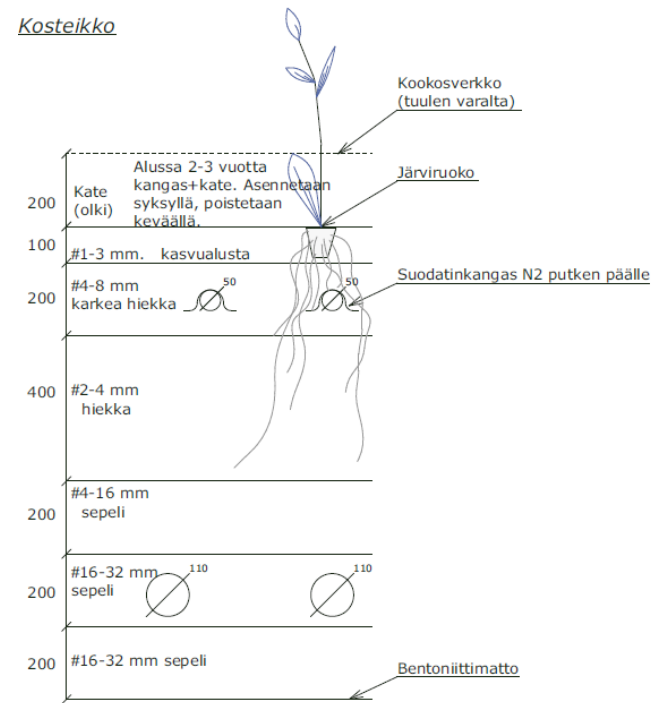 Kosteikko
Kookosverkko
(tuulen varalta)
Alussa 2-3 vuotta
kangas+kate. Asennetaan
syksyllä, poistetaan
keväällä.
200
Kate
(olki)
Järviruoko
100
#1-3 mm. kasvualusta
Suodatinkangas N2 putken päälle
200
#4-8 mm
karkea hiekka
50
50
400
#2-4 mm
hiekka
200
#4-16 mm
sepeli
200
#16-32 mm
sepeli
110
110
200
#16-32 mm sepeli
Bentoniittimatto